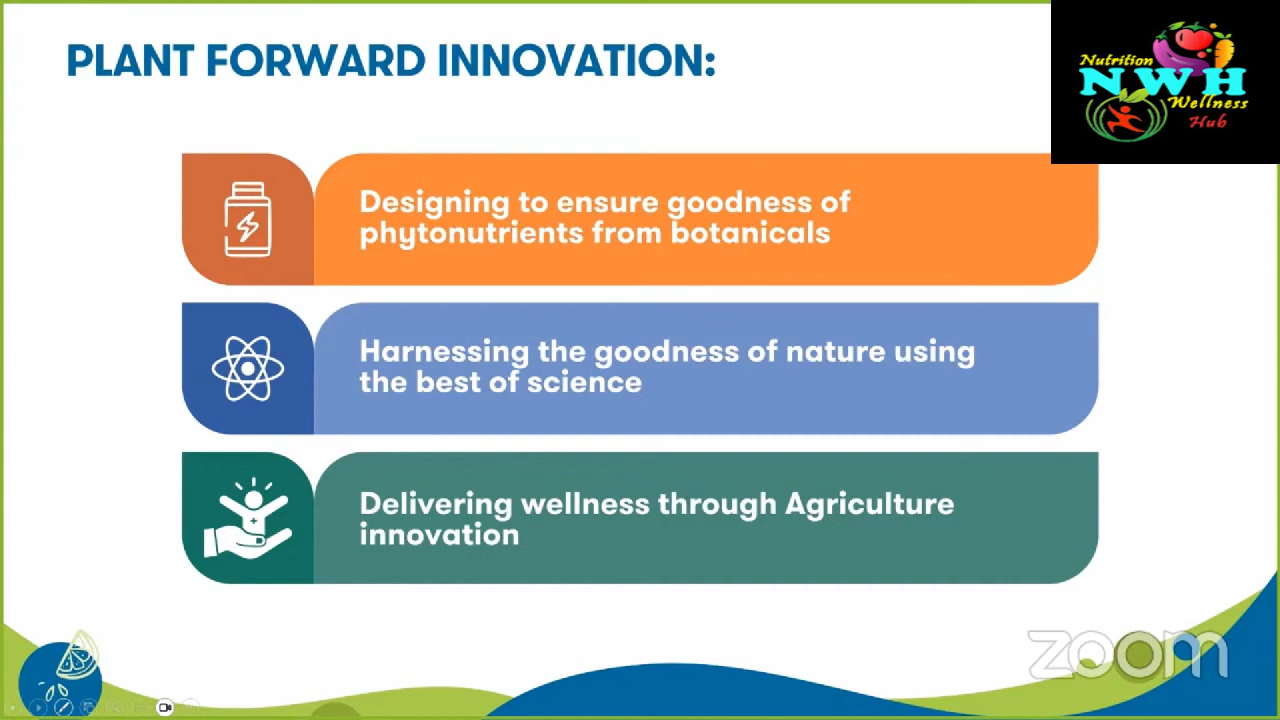 PLANT FORWARD INNOVATION:
Nutrition
NWH
Wellness
Hub
Designing to ensure goodness of
phytonutrients from botanicals
Harnessing the goodness of nature using
the best of science
Delivering wellness through Agriculture
innovation
zoom